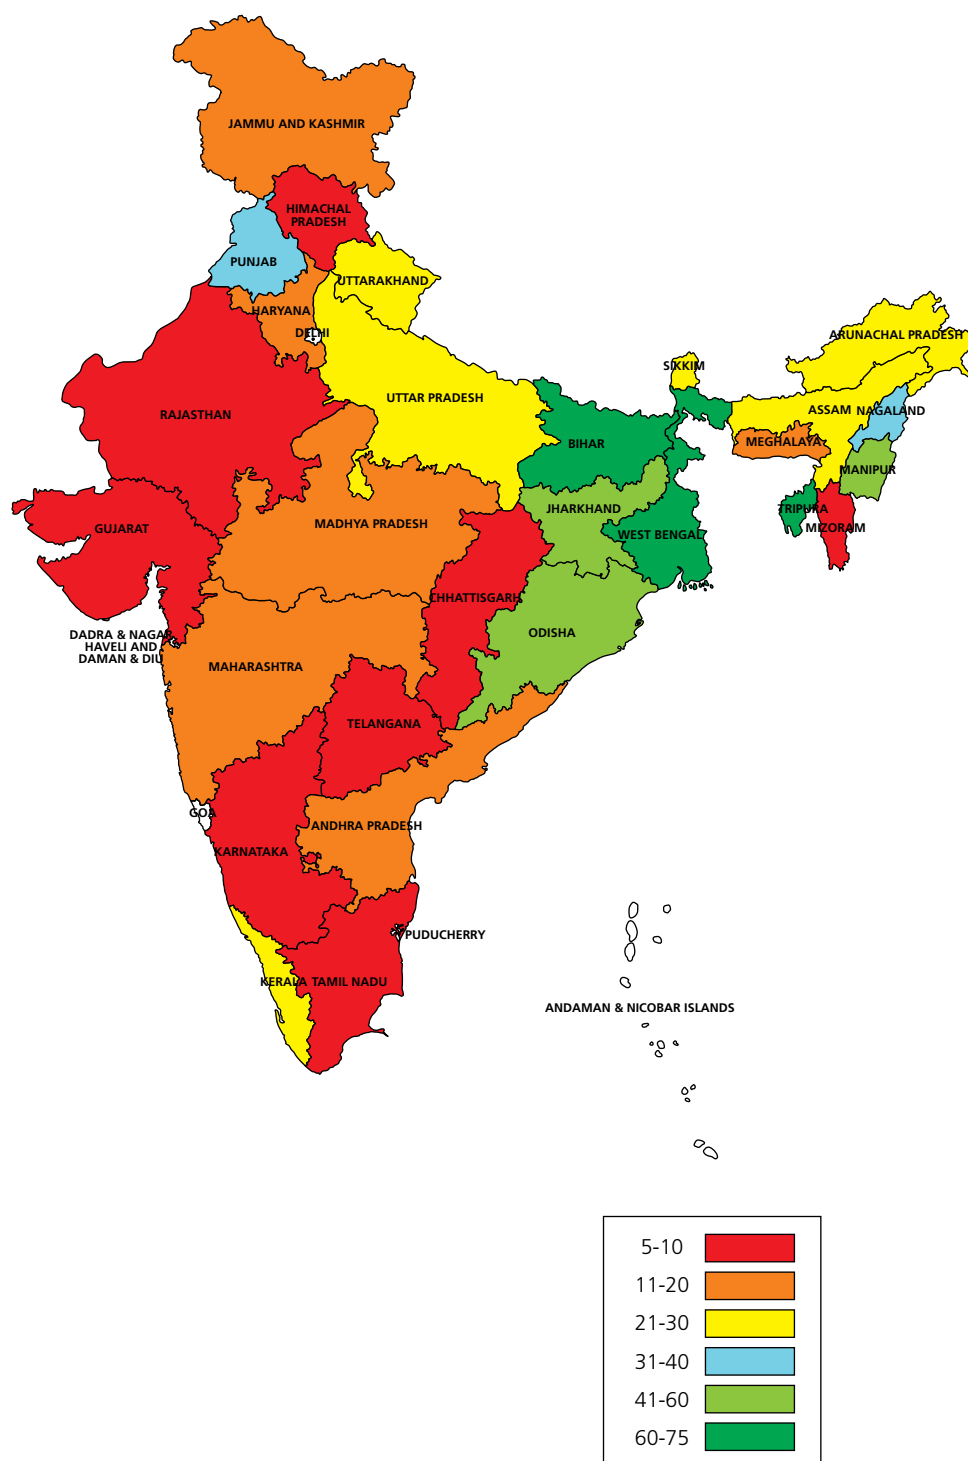 JAMMU AND KASHMIR
HIMACHAL
PRADESH
PUNJAB
UTTARAKHAND
HARYANA
DELHI
ARUNACHAL PRADESH
SIKKIM
UTTAR PRADESH
RAJASTHAN
ASSAM
NAGALAND
BIHAR
MEGHALAYA
MANIPUR
JHARKHAND
TRIPURA
GUJARAT
MADHYA PRADESH
MIZORAM
WEST BENGAL
CHHATTISGARH
ODISHA
DADRA & NAGAR
HAVELI AND
DAMAN & DIU
MAHARASHTRA
TELANGANA
GOA
ANDHRA PRADESH
KARNATAKA
PUDUCHERRY
KERALA
TAMIL NADU
ANDAMAN & NICOBAR ISLANDS
5-10
11-20
21-30
31-40
41-60
60-75